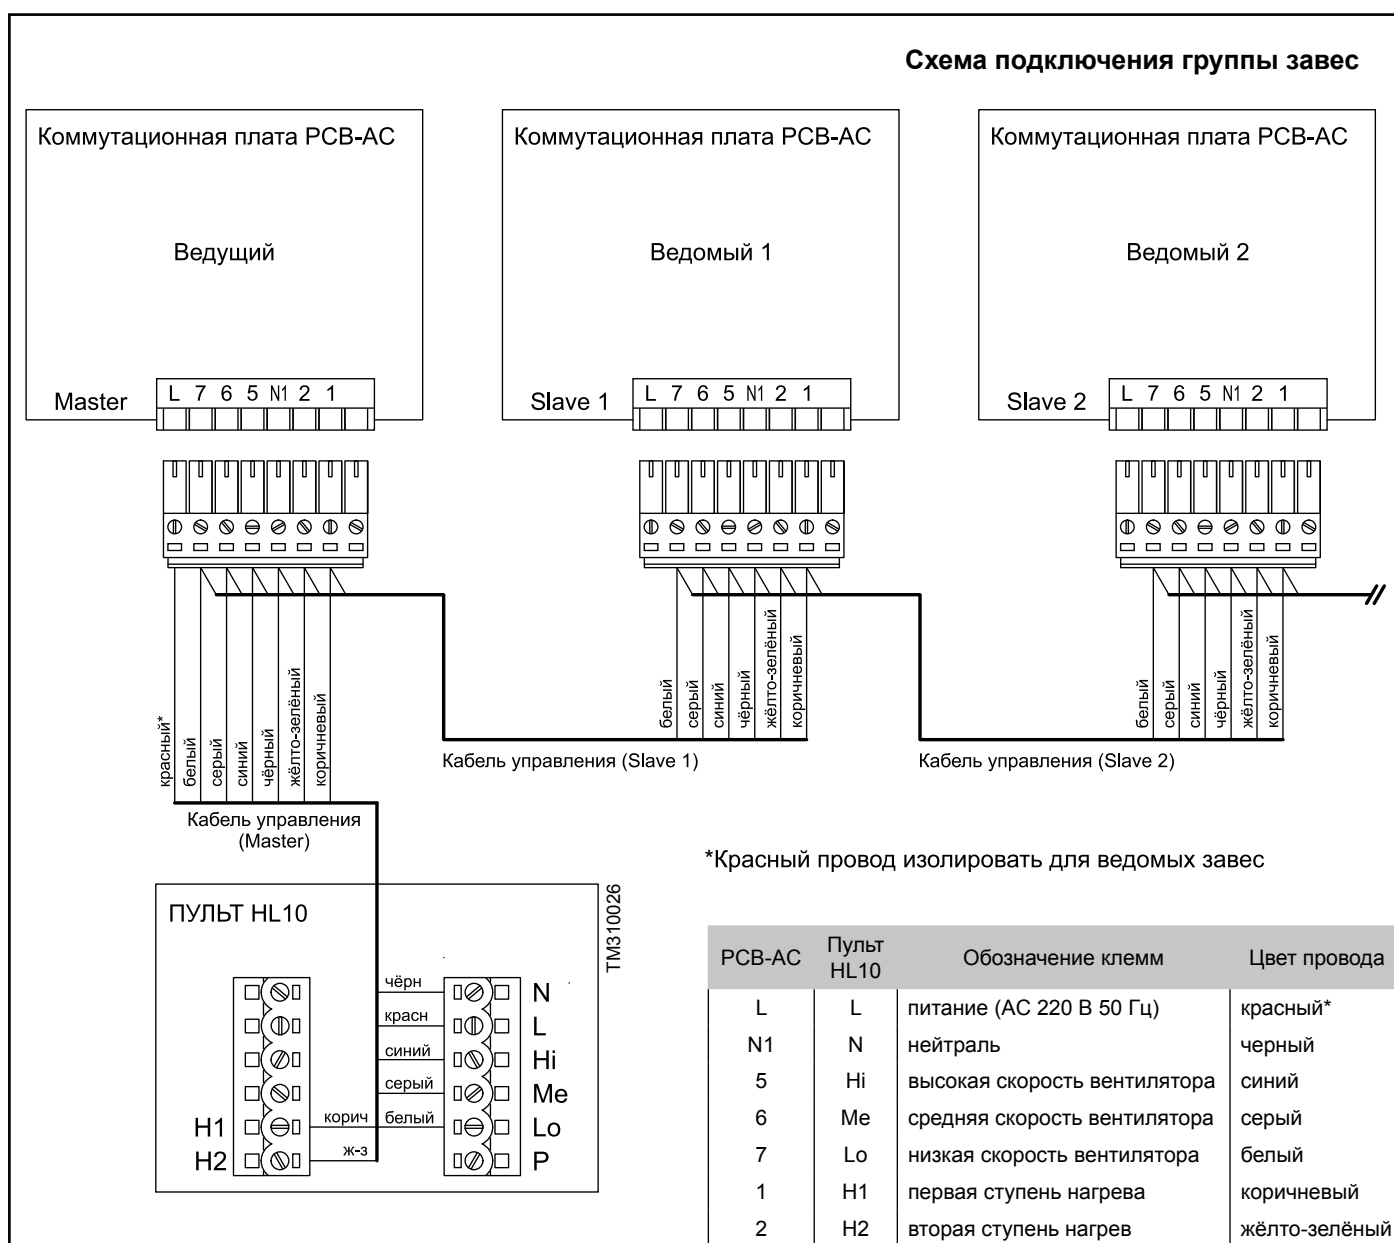 Схема подключения группы завес
Коммутационная плата PCB-AC
Ведущий
Master
L 7 6 5 N1 2 1
Коммутационная плата PCB-AC
Ведомый 1
Slave 1
L 7 6 5 N1 2 1
Коммутационная плата PCB-AC
Ведомый 2
Slave 2
L 7 6 5 N1 2 1
красный*
белый
серый
синий
чёрный
жёлто-зелёный
коричневый
Кабель управления
(Master)
белый
серый
синий
чёрный
жёлто-зелёный
коричневый
Кабель управления (Slave 1)
белый
серый
синий
чёрный
жёлто-зелёный
коричневый
Кабель управления (Slave 2)
*Красный провод изолировать для ведомых завес
ПУЛЬТ HL10
TM310026
чёрн N
красн L
синий Hi
серый Me
H1 корич белый Lo
H2 ж-з P
PCB-AC Пульт HL10 Обозначение клемм Цвет провода
L L питание (AC 220 В 50 Гц) красный*
N1 N нейтраль черный
5 Hi высокая скорость вентилятора синий
6 Me средняя скорость вентилятора серый
7 Lo низкая скорость вентилятора белый
1 H1 первая ступень нагрева коричневый
2 H2 вторая ступень нагрев жёлто-зелёный